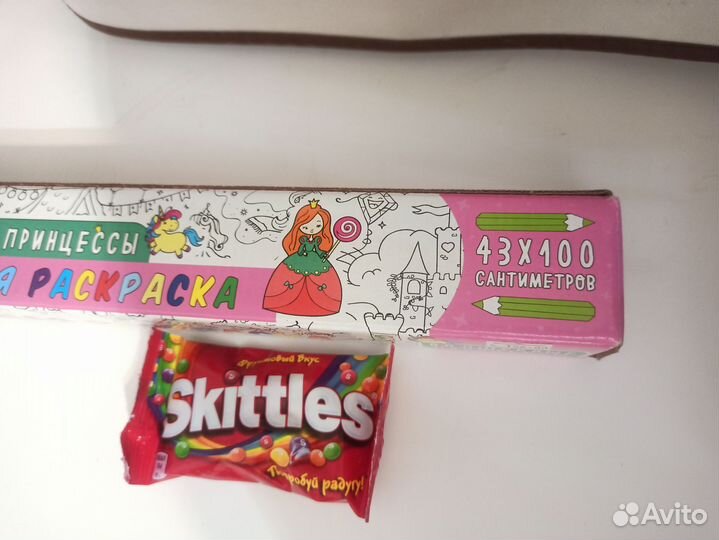 ПРИНЦЕССЫ
Я РАСКРАСКА
43X100
САНТИМЕТРОВ
Фруктовый вкус
Skittles
Попробуй радугу!
Avito